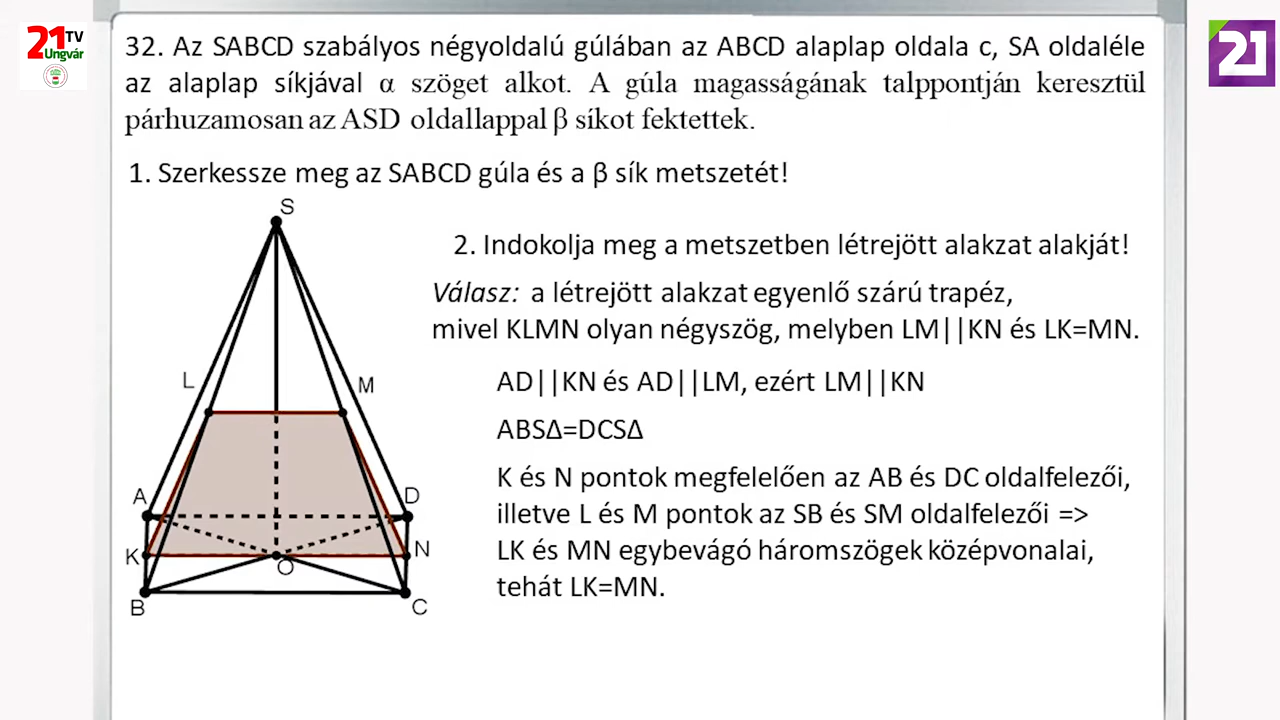 21 TV
Ungvár
21
32. Az SABCD szabályos négyoldalú gúlában az ABCD alaplap oldala c, SA oldaléle
az alaplap síkjával α szöget alkot. A gúla magasságának talppontján keresztül
párhuzamosan az ASD oldallappal β síkot fektettek.
1. Szerkessze meg az SABCD gúla és a β sík metszetét!
S
2. Indokolja meg a metszetben létrejött alakzat alakját!
Válasz: a létrejött alakzat egyenlő szárú trapéz,
mivel KLMN olyan négyszög, melyben LM||KN és LK=MN.
L
M
AD||KN és AD||LM, ezért LM||KN
ABSΔ=DCSΔ
K és N pontok megfelelően az AB és DC oldalfelezői,
illetve L és M pontok az SB és SM oldalfelezői =>
LK és MN egybevágó háromszögek középvonalai,
tehát LK=MN.
A
D
K
N
O
B
C